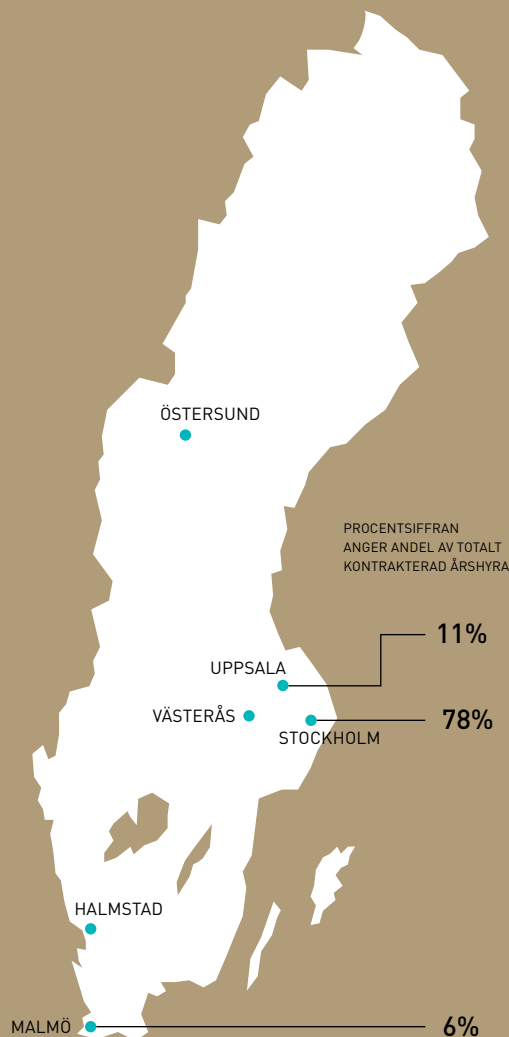 ÖSTERSUND
PROCENTSIFFRAN
ANGER ANDEL AV TOTALT
KONTRAKTERAD ÅRSHYRA
11%
UPPSALA
VÄSTERÅS
78%
STOCKHOLM
HALMSTAD
MALMÖ
6%